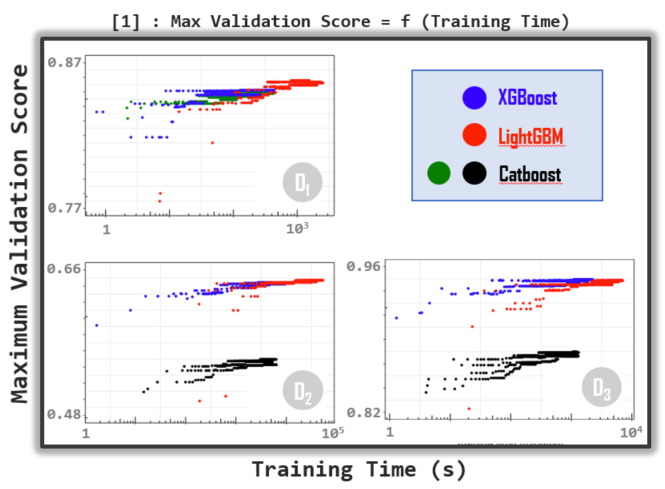 [1] : Max Validation Score = f (Training Time)
Maximum Validation Score
0.87
0.77
1
10³
D₁
XGBoost
LightGBM
Catboost
0.66
0.48
1
10⁵
D₂
0.96
0.82
1
10⁴
D₃
Training Time (s)